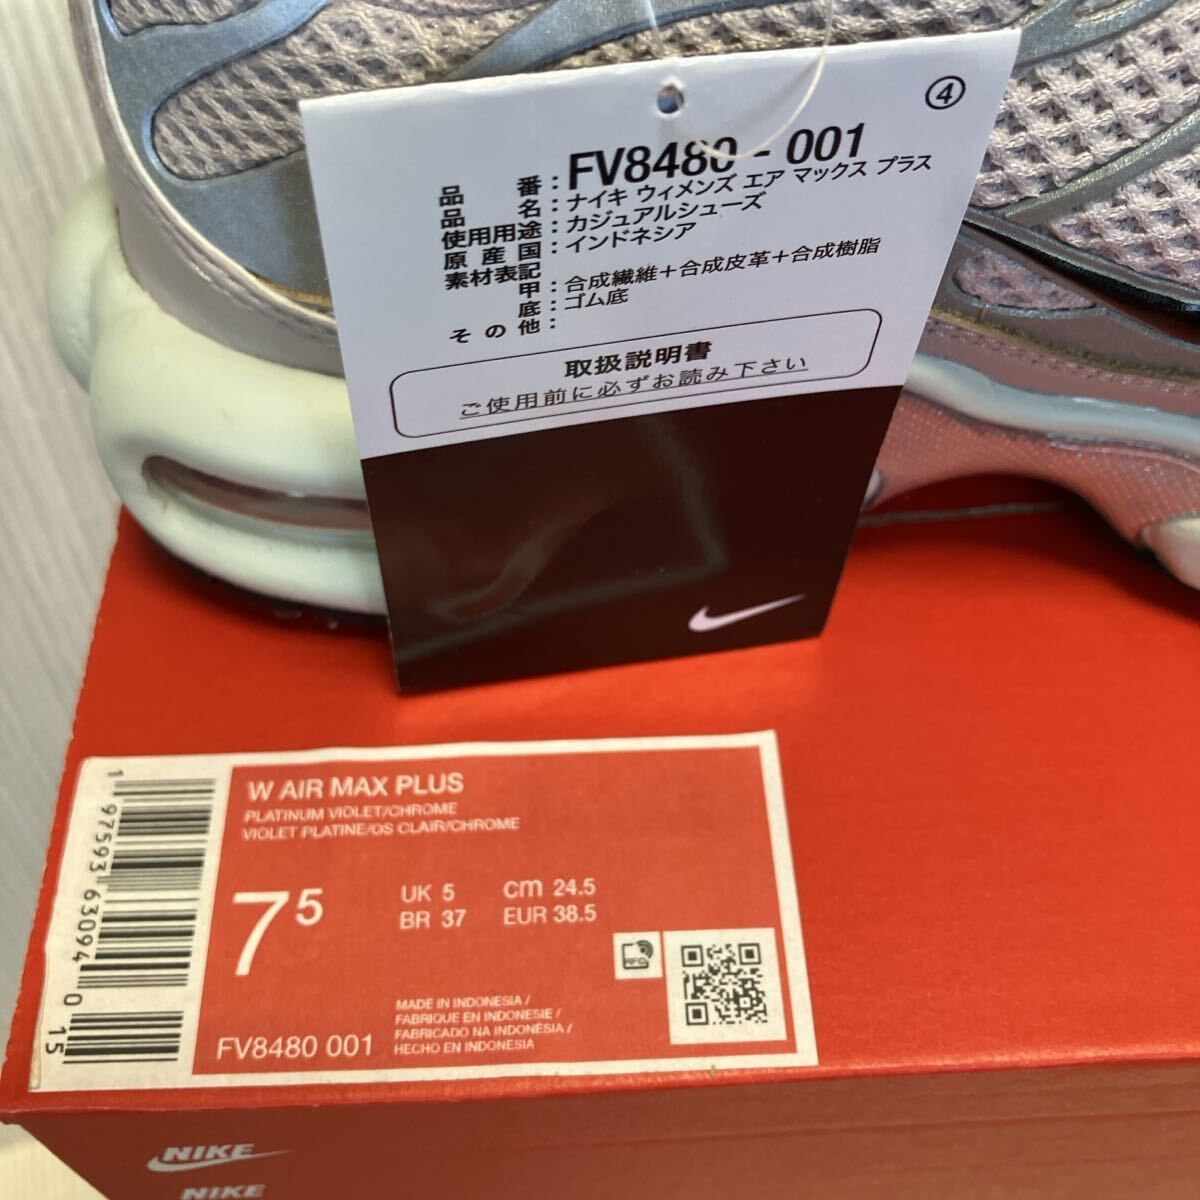 ④
品番：FV8480-001
品名：ナイキ ウィメンズ エア マックス プラス
使用用途：カジュアルシューズ
原産国：インドネシア
素材表記
甲：合成繊維＋合成皮革＋合成樹脂
底：ゴム底
その他：
取扱説明書
ご使用前に必ずお読み下さい
W AIR MAX PLUS
PLATINUM VIOLET/CHROME
VIOLET PLATINE/OS CLAIR/CHROME
7⁵
UK 5
cm 24.5
BR 37
EUR 38.5
RFID
MADE IN INDONESIA /
FABRIQUE EN INDONESIE /
FABRICADO NA INDONÉSIA /
HECHO EN INDONESIA
FV8480 001
1 97593 63094 0 15
NIKE
NIKE